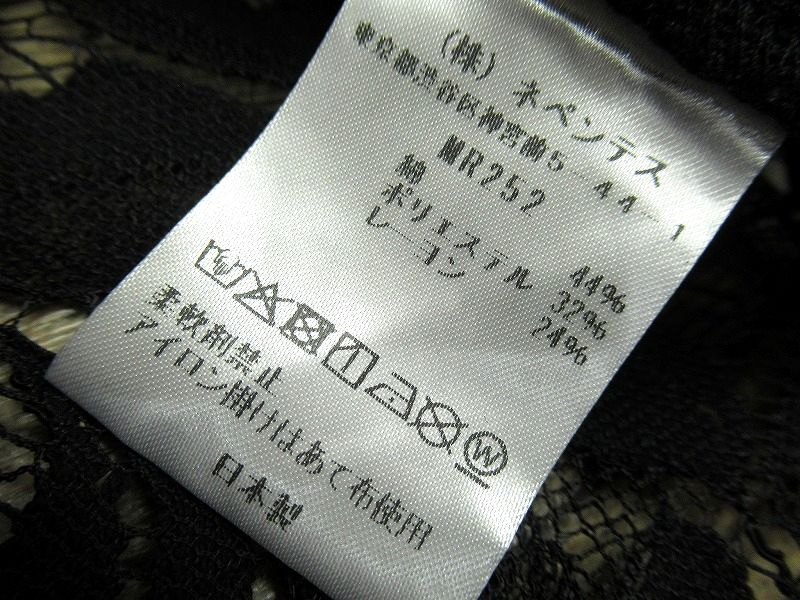 （株）ネペンテス
東京都渋谷区神宮前5 44-1
MR252
綿 44%
ポリエステル 32%
レーヨン 24%
W
柔軟剤禁止
アイロン掛けはあて布使用
日本製